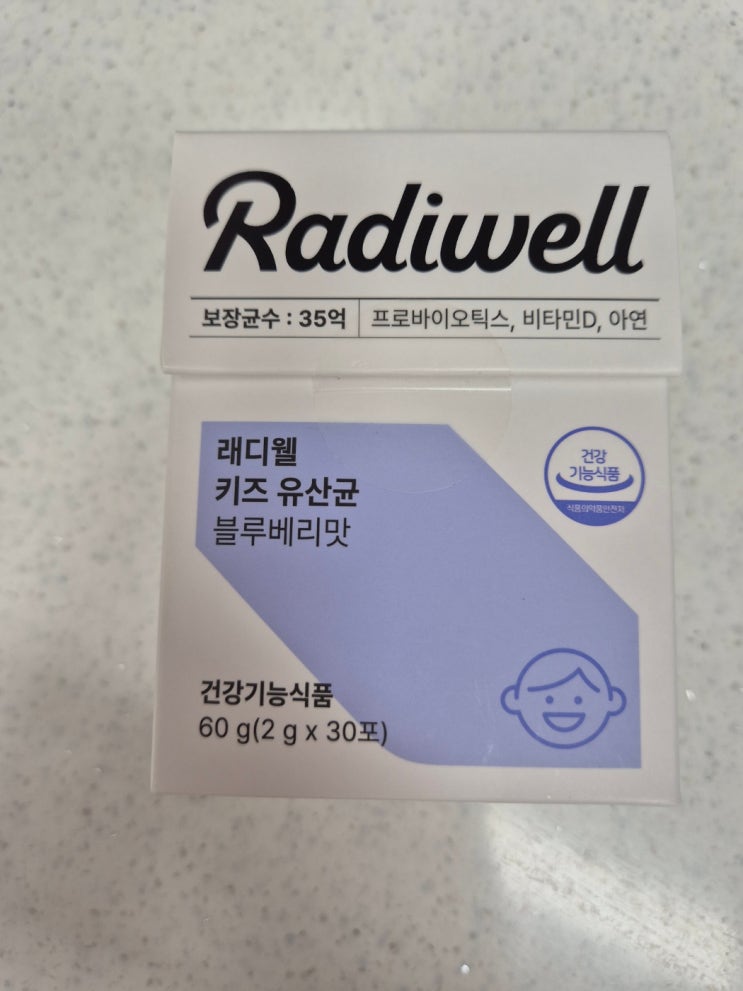 Radiwell
보장균수 : 35억 프로바이오틱스, 비타민D, 아연
래디웰
키즈 유산균
블루베리맛
건강
기능식품
식품의약품안전처
건강기능식품
60 g(2 g x 30포)